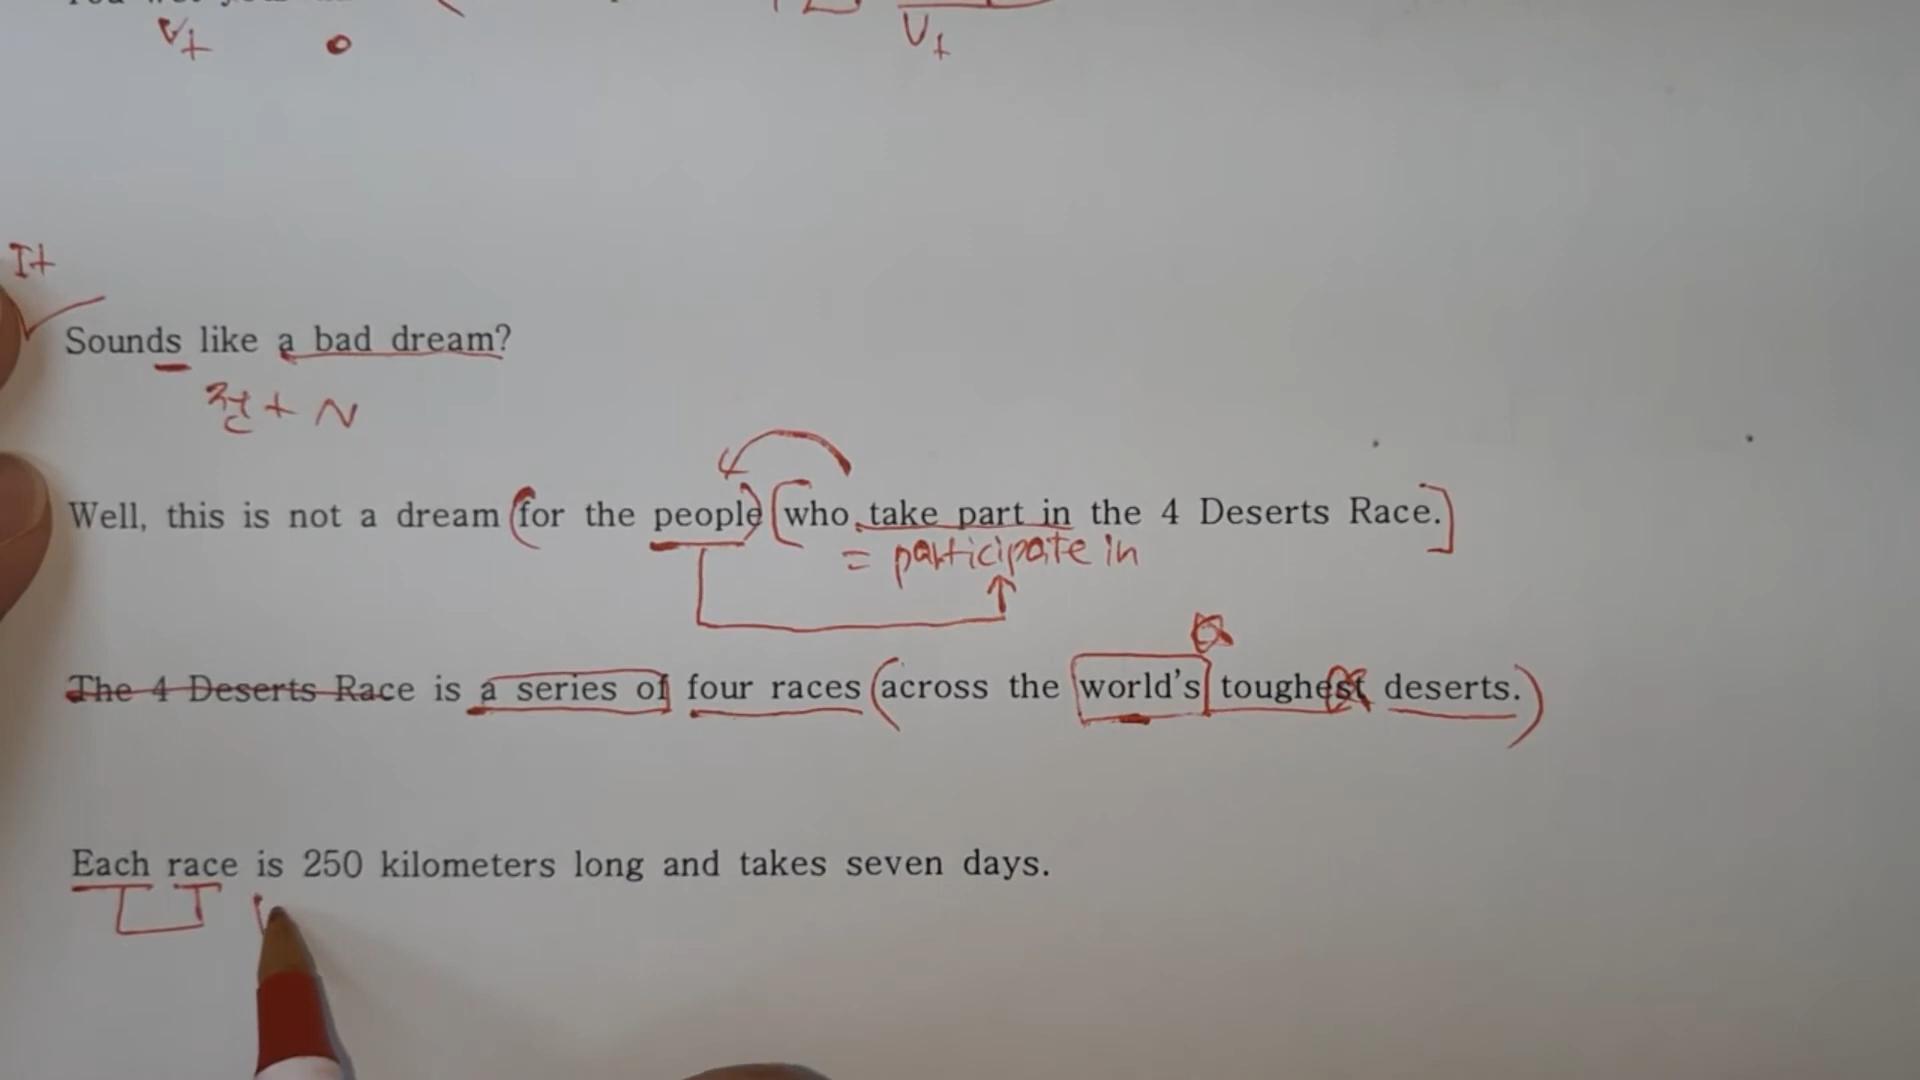 Vt
Vt
It
Sounds like a bad dream?
전 + N
Well, this is not a dream (for the people) [who take part in the 4 Deserts Race.]
= participate in
The 4 Deserts Race is a series of four races (across the world's toughest deserts.)
Each race is 250 kilometers long and takes seven days.